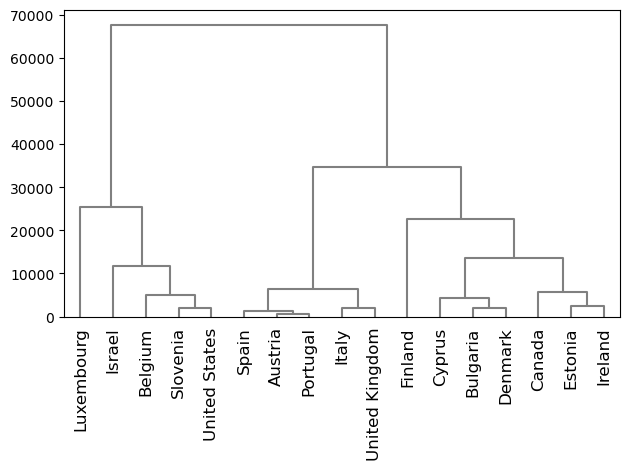 70000
60000
50000
40000
30000
20000
10000
0
Luxembourg
Israel
Belgium
Slovenia
United States
Spain
Austria
Portugal
Italy
United Kingdom
Finland
Cyprus
Bulgaria
Denmark
Canada
Estonia
Ireland